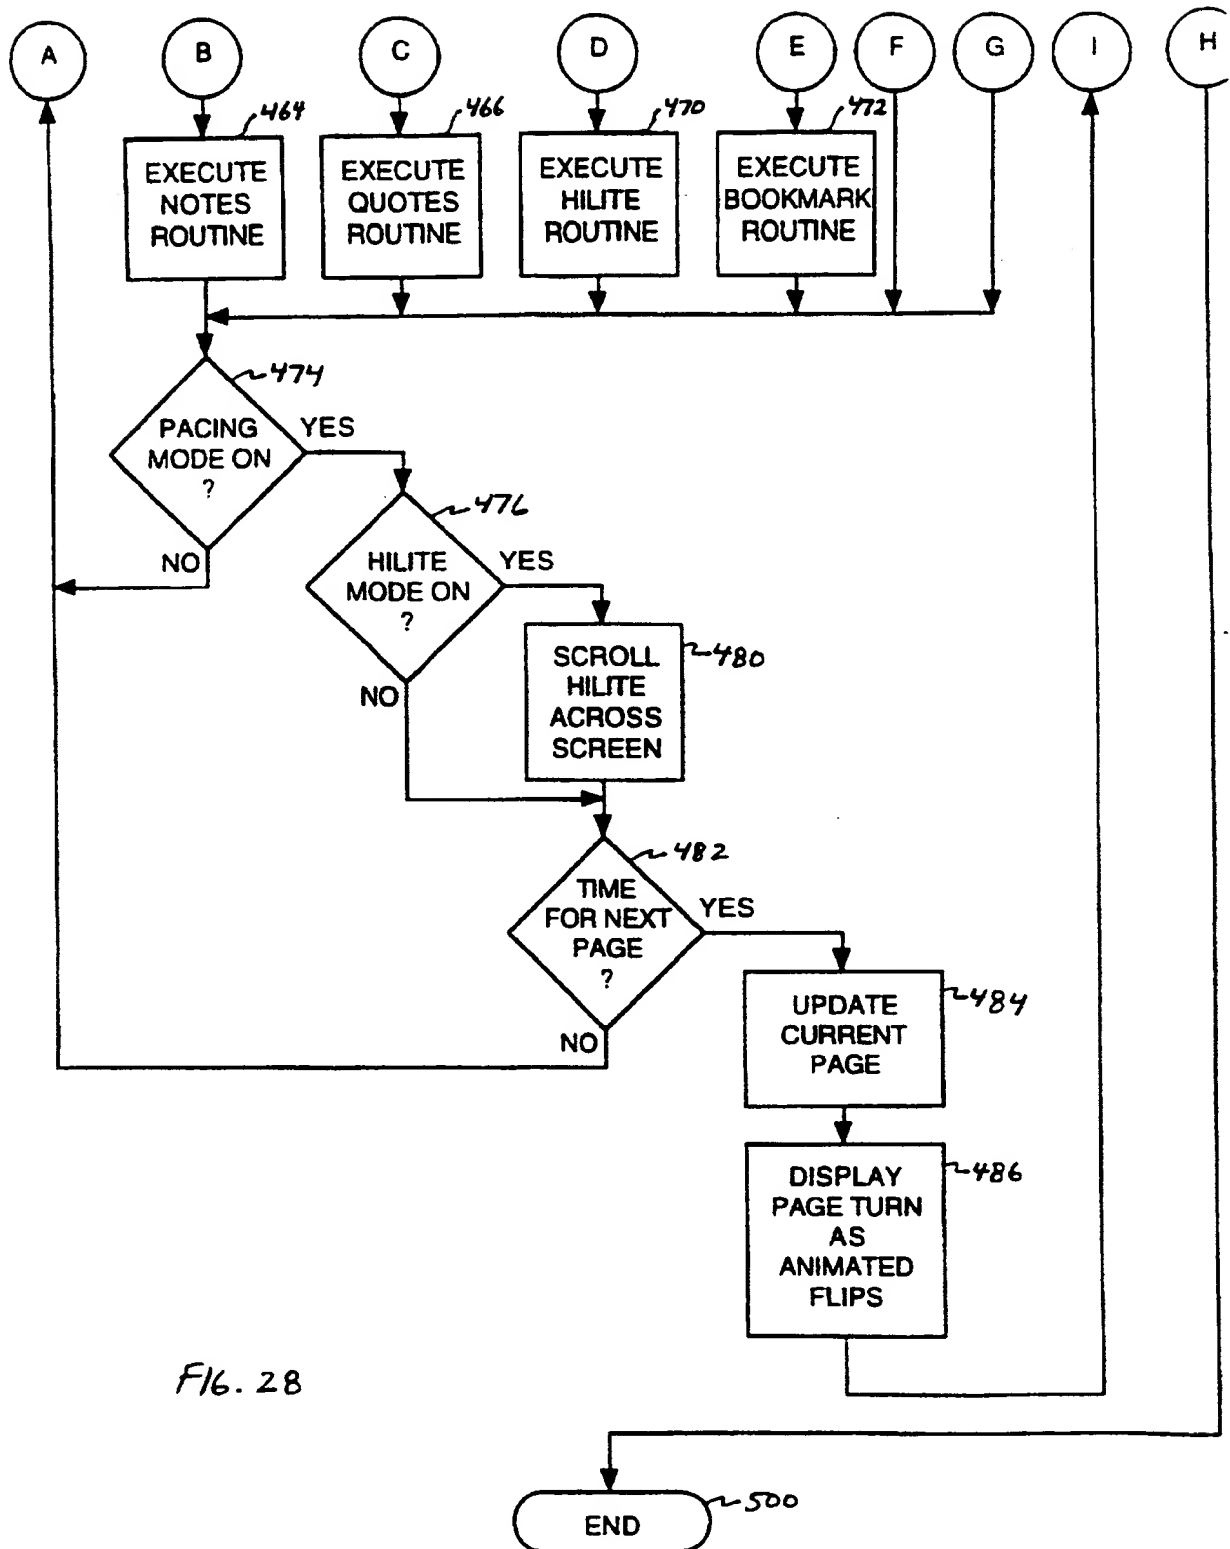 A B C D E F G I H
464 466 470 472
EXECUTE
NOTES
ROUTINE
EXECUTE
QUOTES
ROUTINE
EXECUTE
HILITE
ROUTINE
EXECUTE
BOOKMARK
ROUTINE
474
PACING
MODE ON
?
YES
NO
476
HILITE
MODE ON
?
YES
NO
480
SCROLL
HILITE
ACROSS
SCREEN
482
TIME
FOR NEXT
PAGE
?
YES
NO
484
UPDATE
CURRENT
PAGE
486
DISPLAY
PAGE TURN
AS
ANIMATED
FLIPS
FIG. 28
500
END